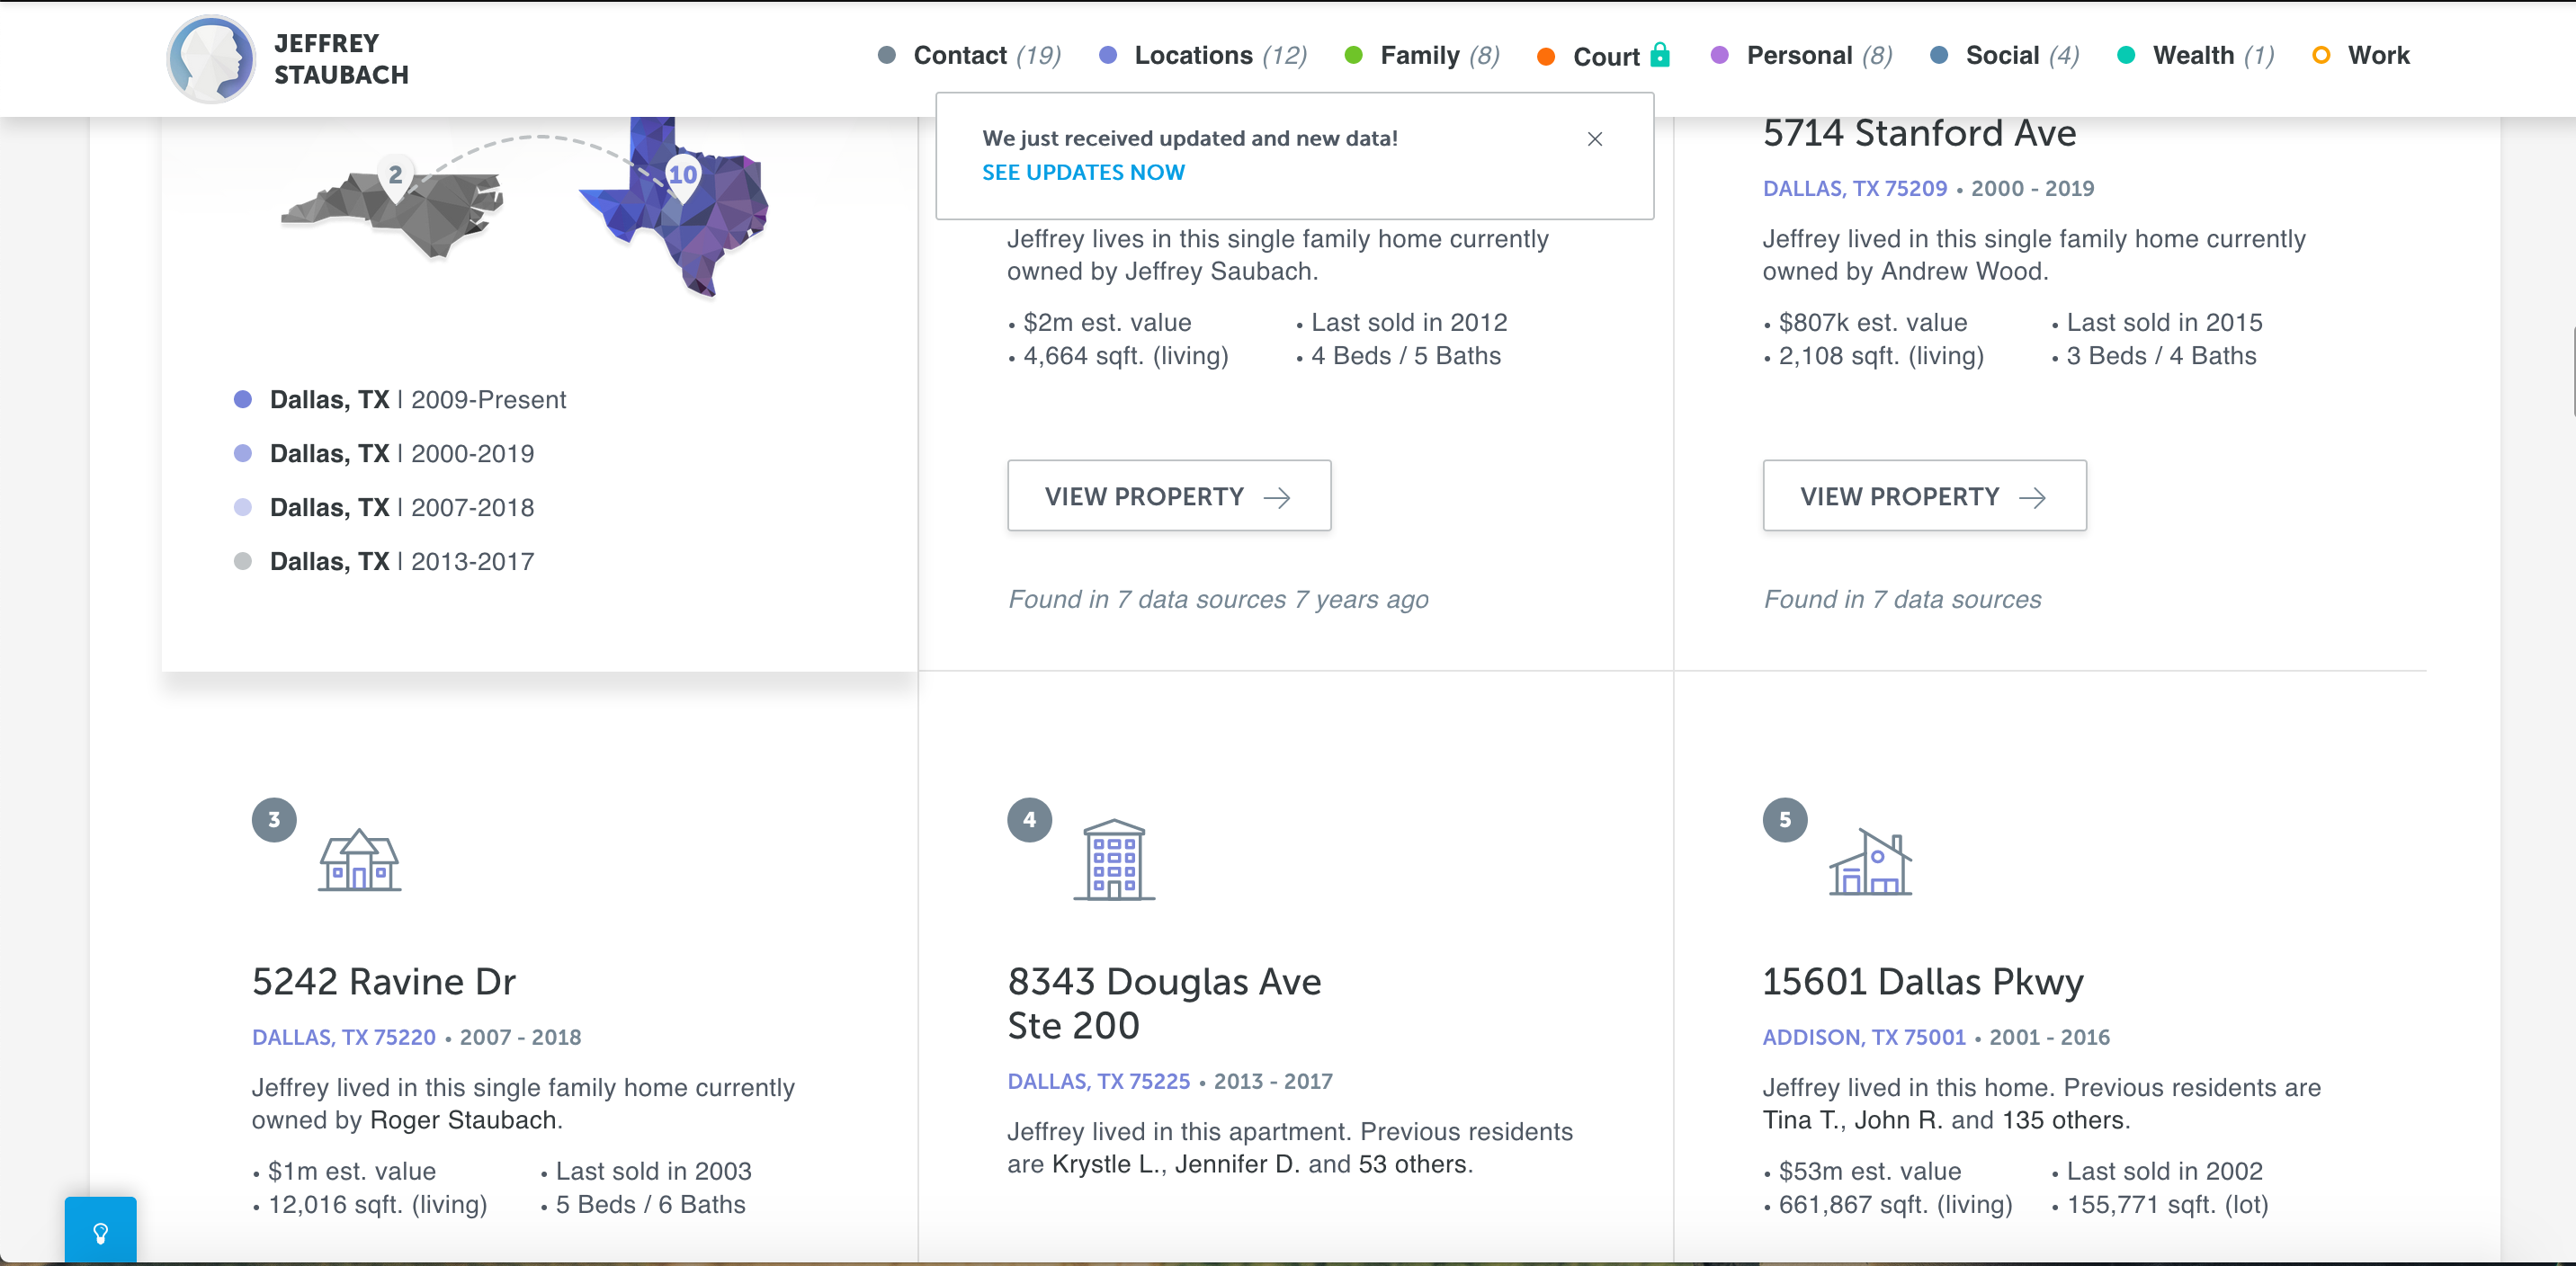 JEFFREY
STAUBACH
Contact (19)
Locations (12)
Family (8)
Court
Personal (8)
Social (4)
Wealth (1)
Work
We just received updated and new data!
SEE UPDATES NOW
2
10
Dallas, TX | 2009-Present
Dallas, TX | 2000-2019
Dallas, TX | 2007-2018
Dallas, TX | 2013-2017
Jeffrey lives in this single family home currently
owned by Jeffrey Saubach.
• $2m est. value
• Last sold in 2012
• 4,664 sqft. (living)
• 4 Beds / 5 Baths
VIEW PROPERTY
Found in 7 data sources 7 years ago
5714 Stanford Ave
DALLAS, TX 75209 • 2000 - 2019
Jeffrey lived in this single family home currently
owned by Andrew Wood.
• $807k est. value
• Last sold in 2015
• 2,108 sqft. (living)
• 3 Beds / 4 Baths
VIEW PROPERTY
Found in 7 data sources
3
5242 Ravine Dr
DALLAS, TX 75220 • 2007 - 2018
Jeffrey lived in this single family home currently
owned by Roger Staubach.
• $1m est. value
• Last sold in 2003
• 12,016 sqft. (living)
• 5 Beds / 6 Baths
4
8343 Douglas Ave
Ste 200
DALLAS, TX 75225 • 2013 - 2017
Jeffrey lived in this apartment. Previous residents
are Krystle L., Jennifer D. and 53 others.
5
15601 Dallas Pkwy
ADDISON, TX 75001 • 2001 - 2016
Jeffrey lived in this home. Previous residents are
Tina T., John R. and 135 others.
• $53m est. value
• Last sold in 2002
• 661,867 sqft. (living)
• 155,771 sqft. (lot)